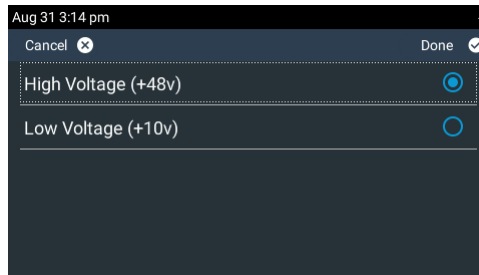 Aug 31 3:14 pm
Cancel Done
High Voltage (+48v)
Low Voltage (+10v)